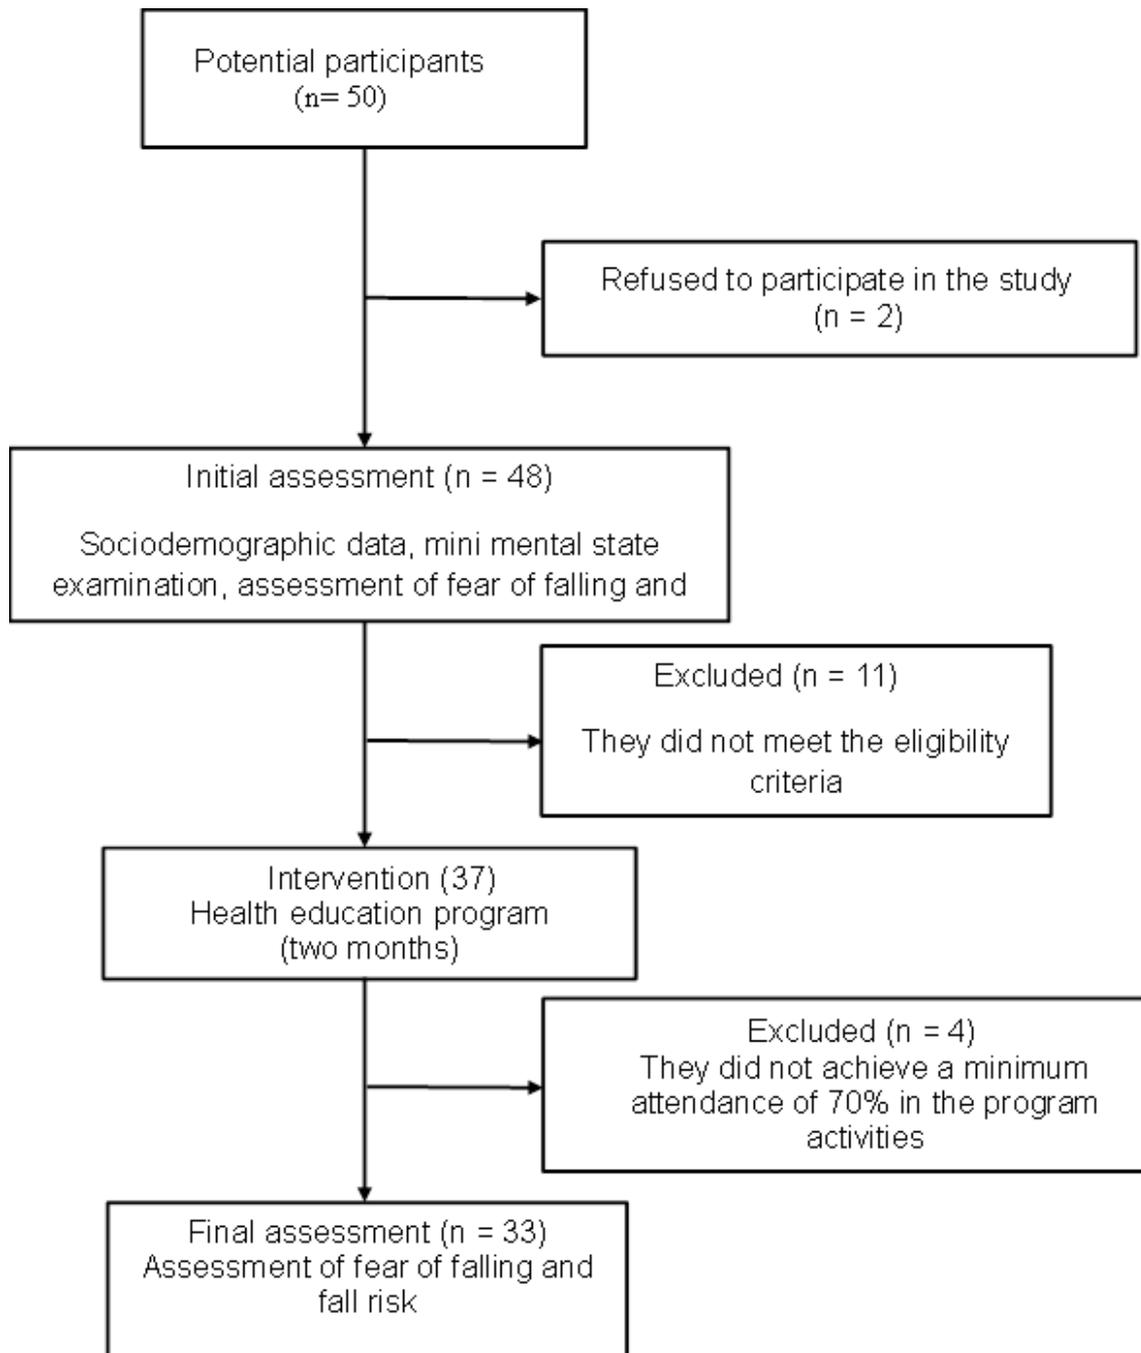 Potential participants
(n= 50)
Refused to participate in the study
(n = 2)
Initial assessment (n = 48)
Sociodemographic data, mini mental state
examination, assessment of fear of falling and
Excluded (n = 11)
They did not meet the eligibility
criteria
Intervention (37)
Health education program
(two months)
Excluded (n = 4)
They did not achieve a minimum
attendance of 70% in the program
activities
Final assessment (n = 33)
Assessment of fear of falling and
fall risk